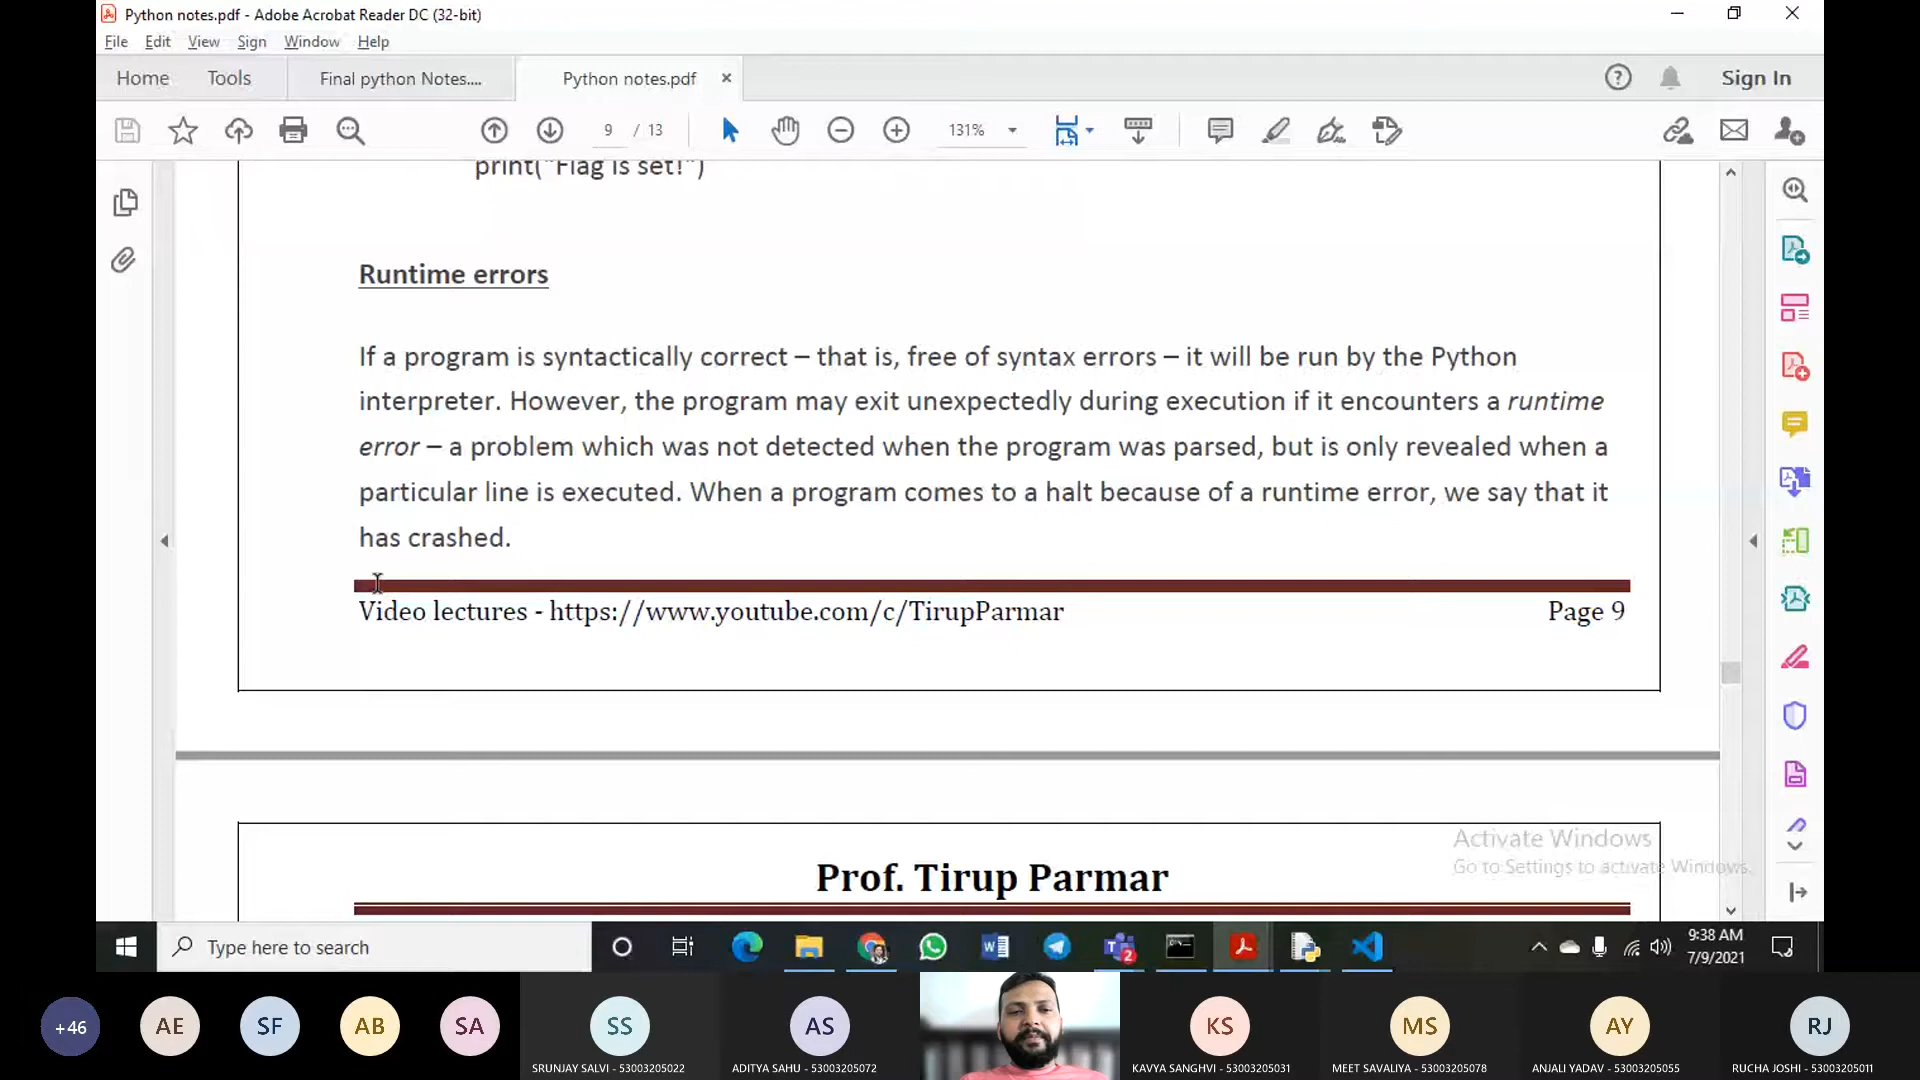 Python notes.pdf - Adobe Acrobat Reader DC (32-bit)
File Edit View Sign Window Help
Home Tools Final python Notes.... Python notes.pdf × Sign In
9 / 13 131%
print("Flag is set!")
Runtime errors
If a program is syntactically correct – that is, free of syntax errors – it will be run by the Python
interpreter. However, the program may exit unexpectedly during execution if it encounters a runtime
error – a problem which was not detected when the program was parsed, but is only revealed when a
particular line is executed. When a program comes to a halt because of a runtime error, we say that it
has crashed.
Video lectures - https://www.youtube.com/c/TirupParmar Page 9
Activate Windows
Go to Settings to activate Windows.
Prof. Tirup Parmar
Type here to search
2
9:38 AM
7/9/2021
+46 AE SF AB SA SS AS KS MS AY RJ
SRUNJAY SALVI - 53003205022 ADITYA SAHU - 53003205072 KAVYA SANGHVI - 53003205031 MEET SAVALIYA - 53003205078 ANJALI YADAV - 53003205055 RUCHA JOSHI - 53003205011